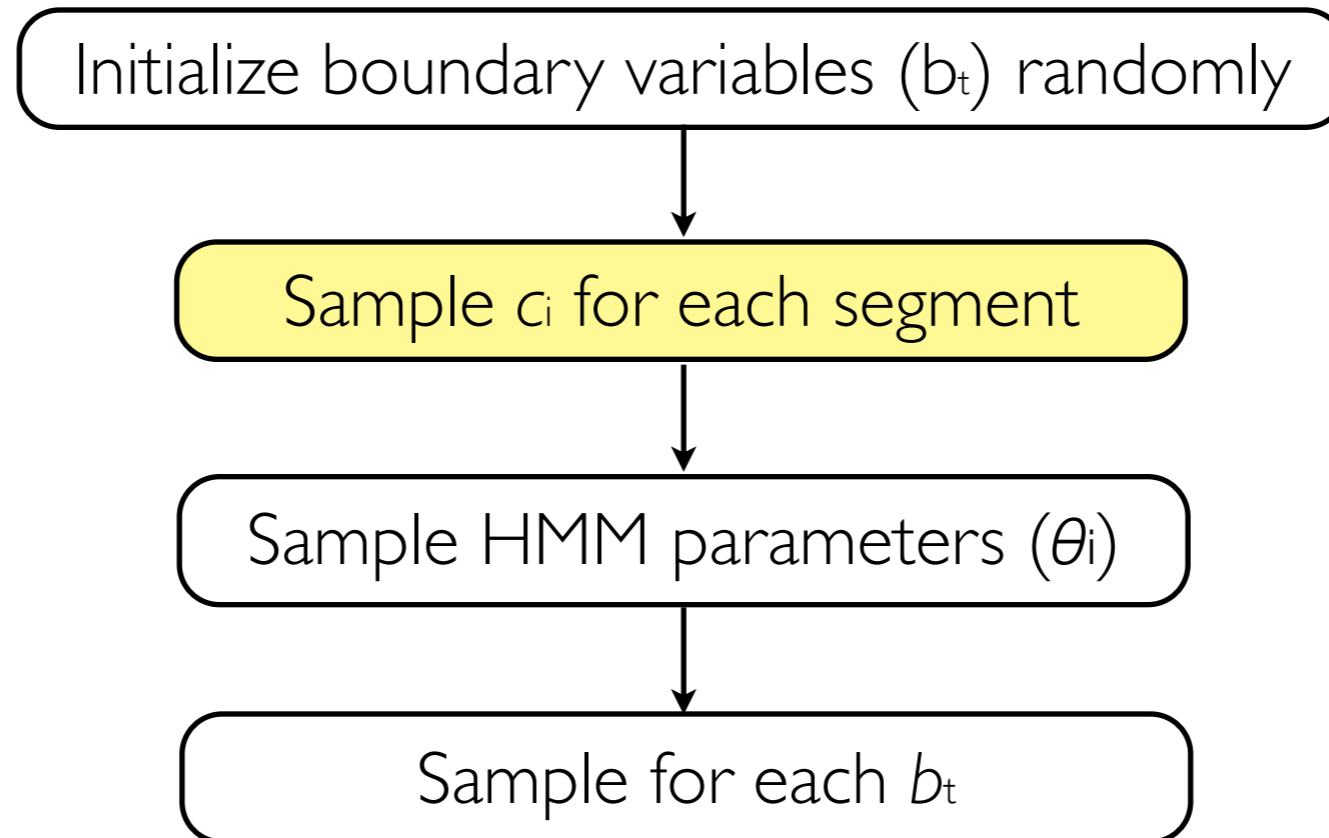 Initialize boundary variables (bt) randomly
Sample ci for each segment
Sample HMM parameters (θi)
Sample for each bt